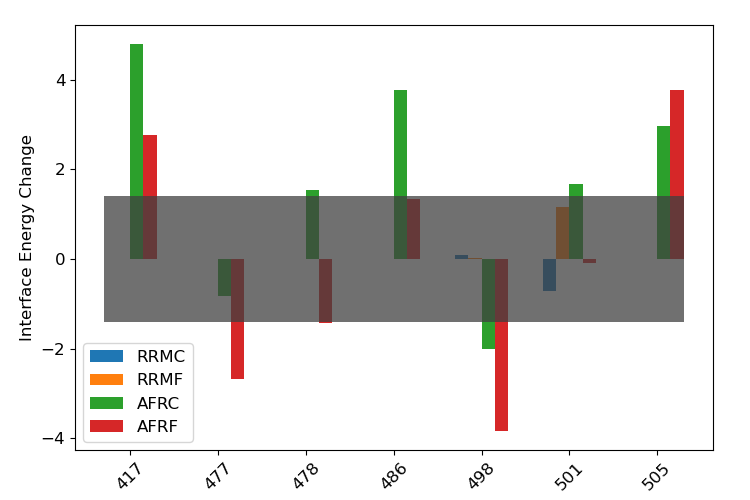 Interface Energy Change
4
2
0
−2
−4
RRMC
RRMF
AFRC
AFRF
417 477 478 486 498 501 505